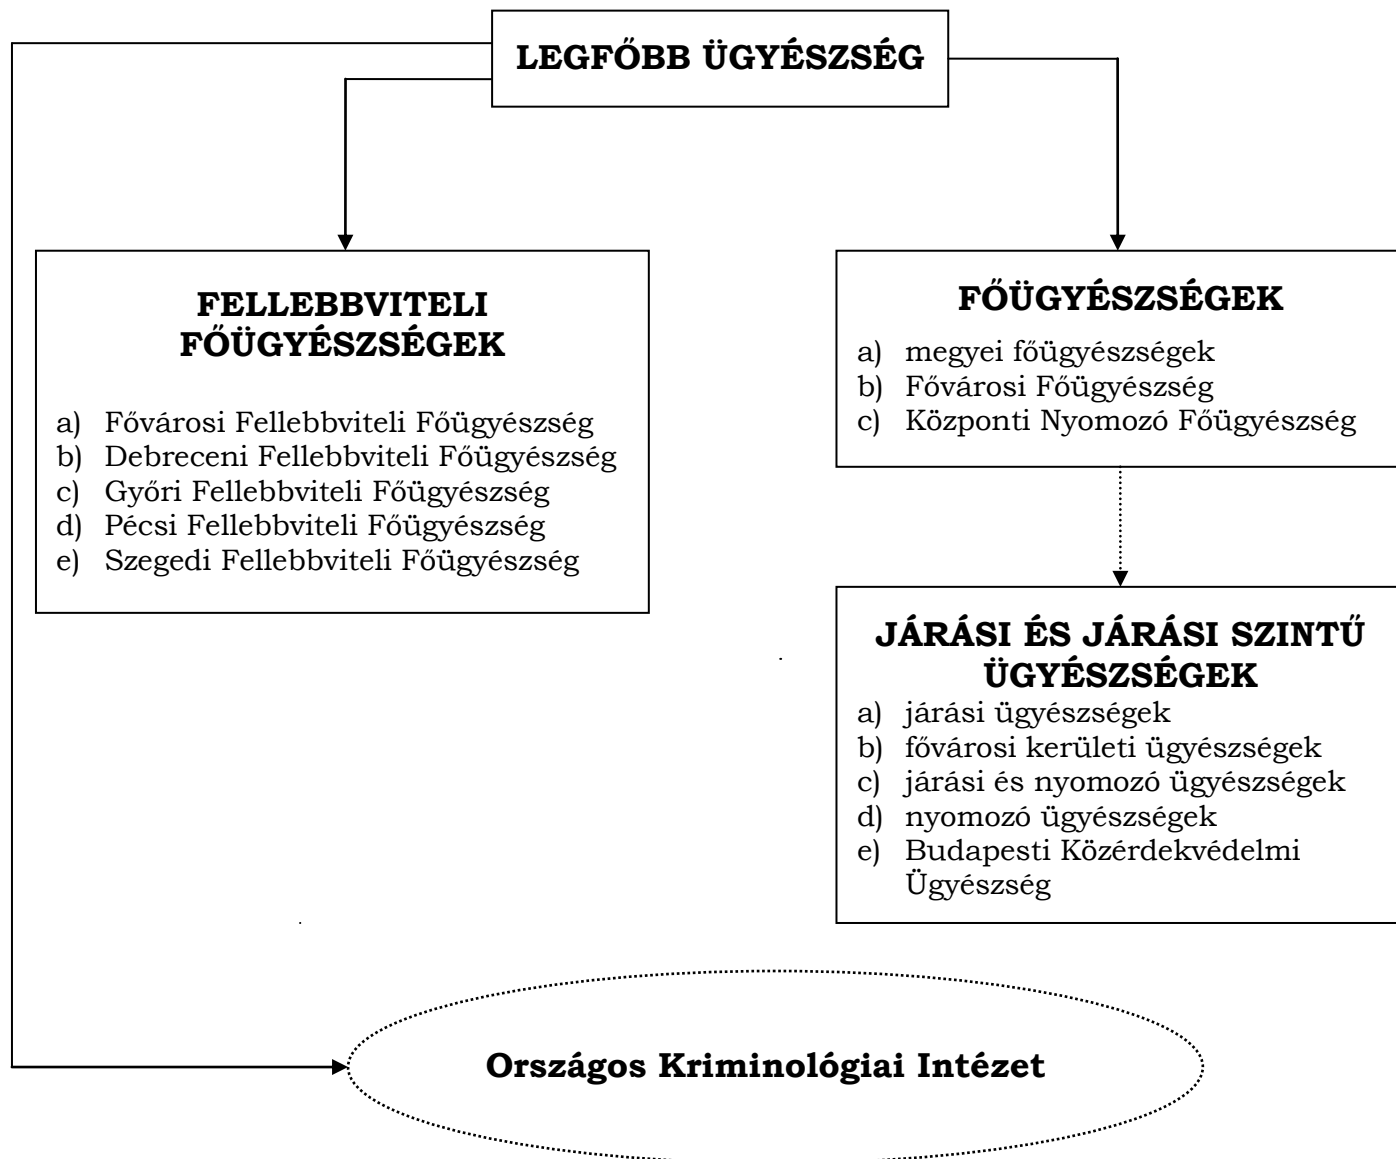 LEGFŐBB ÜGYÉSZSÉG
FELLEBBVITELI
FŐÜGYÉSZSÉGEK
a) Fővárosi Fellebbviteli Főügyészség
b) Debreceni Fellebbviteli Főügyészség
c) Győri Fellebbviteli Főügyészség
d) Pécsi Fellebbviteli Főügyészség
e) Szegedi Fellebbviteli Főügyészség
FŐÜGYÉSZSÉGEK
a) megyei főügyészségek
b) Fővárosi Főügyészség
c) Központi Nyomozó Főügyészség
JÁRÁSI ÉS JÁRÁSI SZINTŰ
ÜGYÉSZSÉGEK
a) járási ügyészségek
b) fővárosi kerületi ügyészségek
c) járási és nyomozó ügyészségek
d) nyomozó ügyészségek
e) Budapesti Közérdekvédelmi
Ügyészség
Országos Kriminológiai Intézet